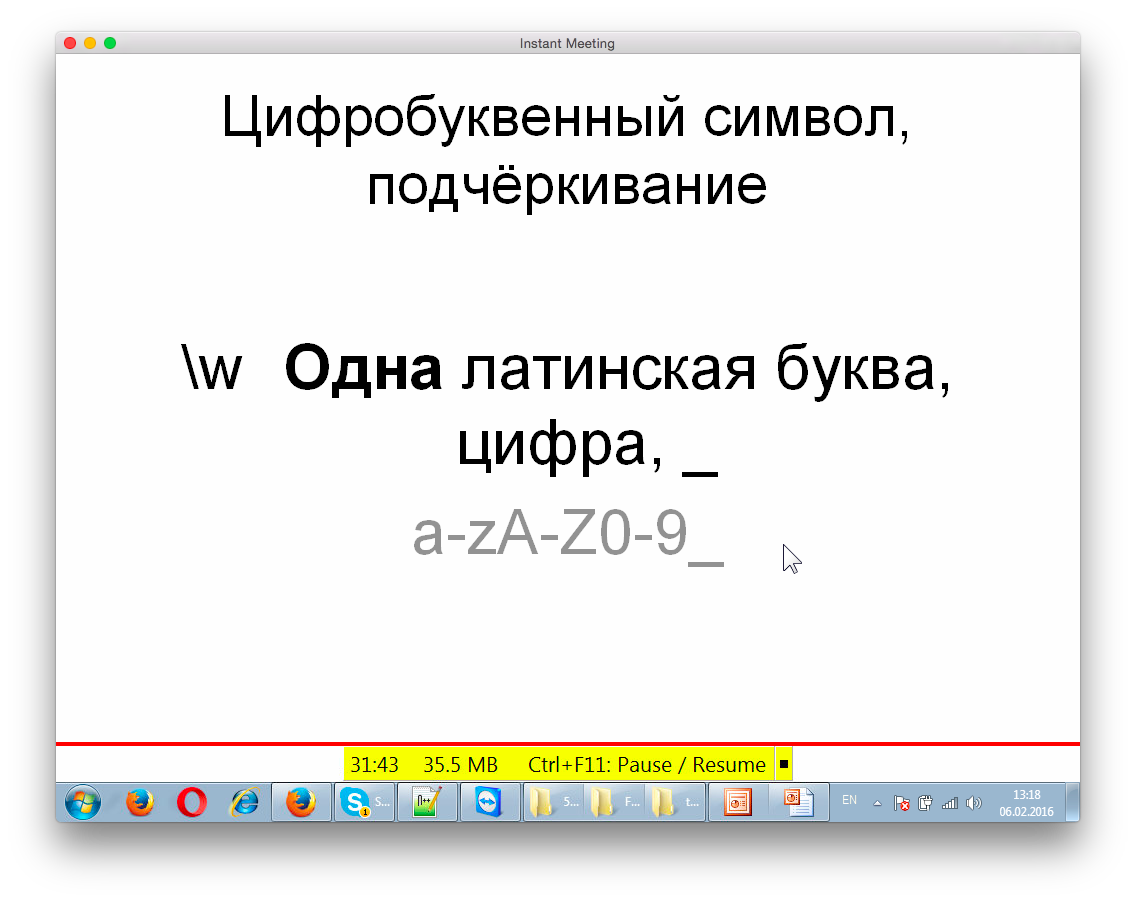 Instant Meeting
Цифробуквенный символ,
подчёркивание
\w Одна латинская буква,
цифра, _
a-zA-Z0-9_
31:43 35.5 MB Ctrl+F11: Pause / Resume
S... 5... F... t... EN 13:18
06.02.2016